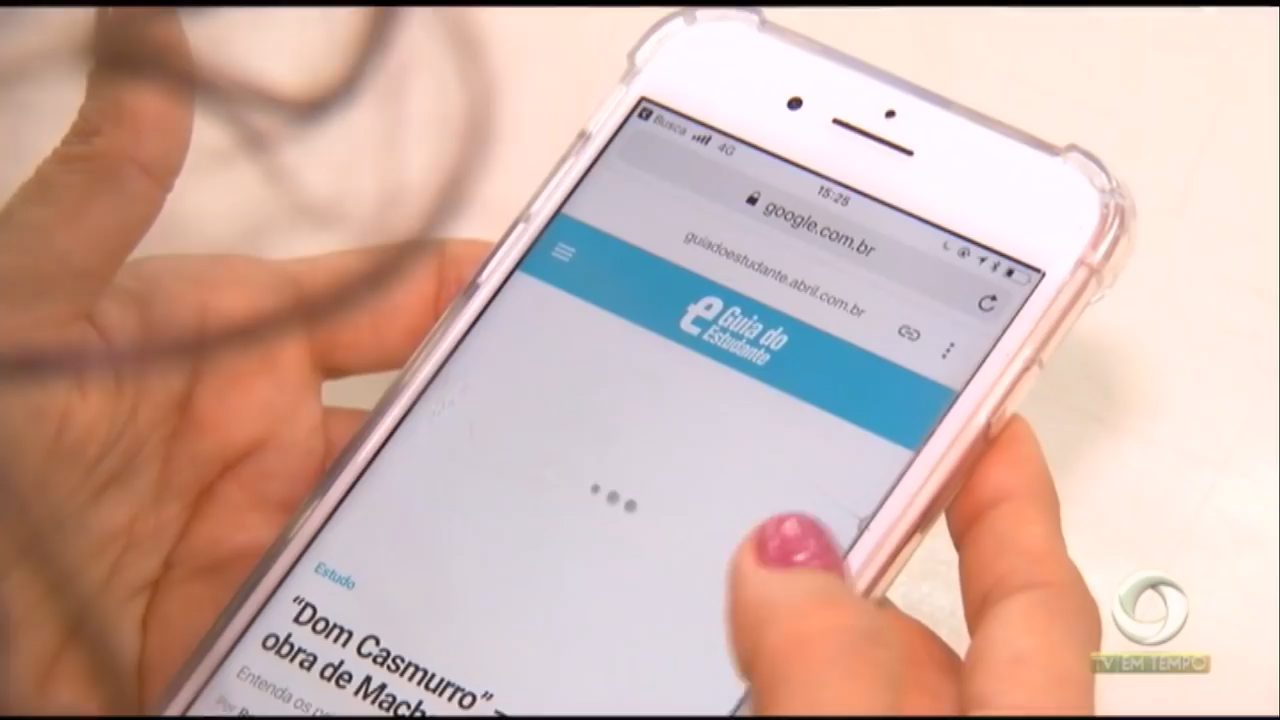 Busca 4G
15:25
google.com.br
guiadoestudante.abril.com.br
e Guia do
Estudante
Estudo
“Dom Casmurro”
obra de Mach
Entenda os
Por
TV EM TEMPO